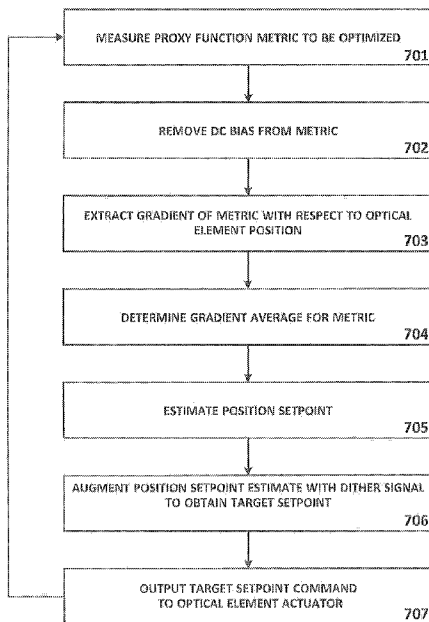 MEASURE PROXY FUNCTION METRIC TO BE OPTIMIZED
701
REMOVE DC BIAS FROM METRIC
702
EXTRACT GRADIENT OF METRIC WITH RESPECT TO OPTICAL
ELEMENT POSITION
703
DETERMINE GRADIENT AVERAGE FOR METRIC
704
ESTIMATE POSITION SETPOINT
705
AUGMENT POSITION SETPOINT ESTIMATE WITH DITHER SIGNAL
TO OBTAIN TARGET SETPOINT
706
OUTPUT TARGET SETPOINT COMMAND
TO OPTICAL ELEMENT ACTUATOR
707